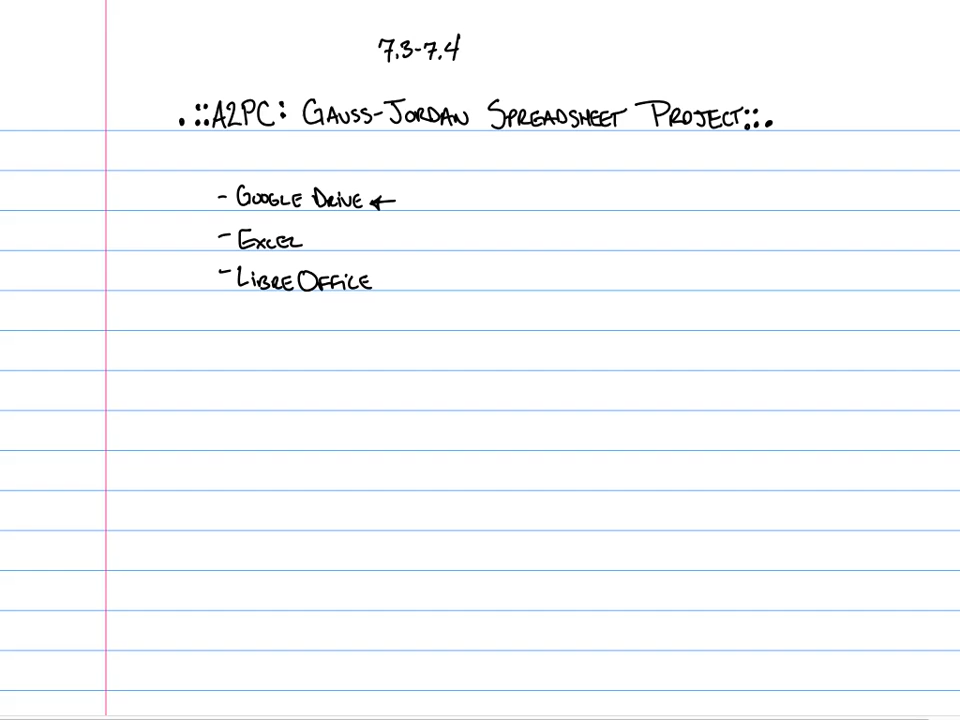 7.3-7.4
.::A2PC: GAUSS-JORDAN SPREADSHEET PROJECT::.
- GOOGLE DRIVE ←
- EXCEL
- LIBREOFFICE